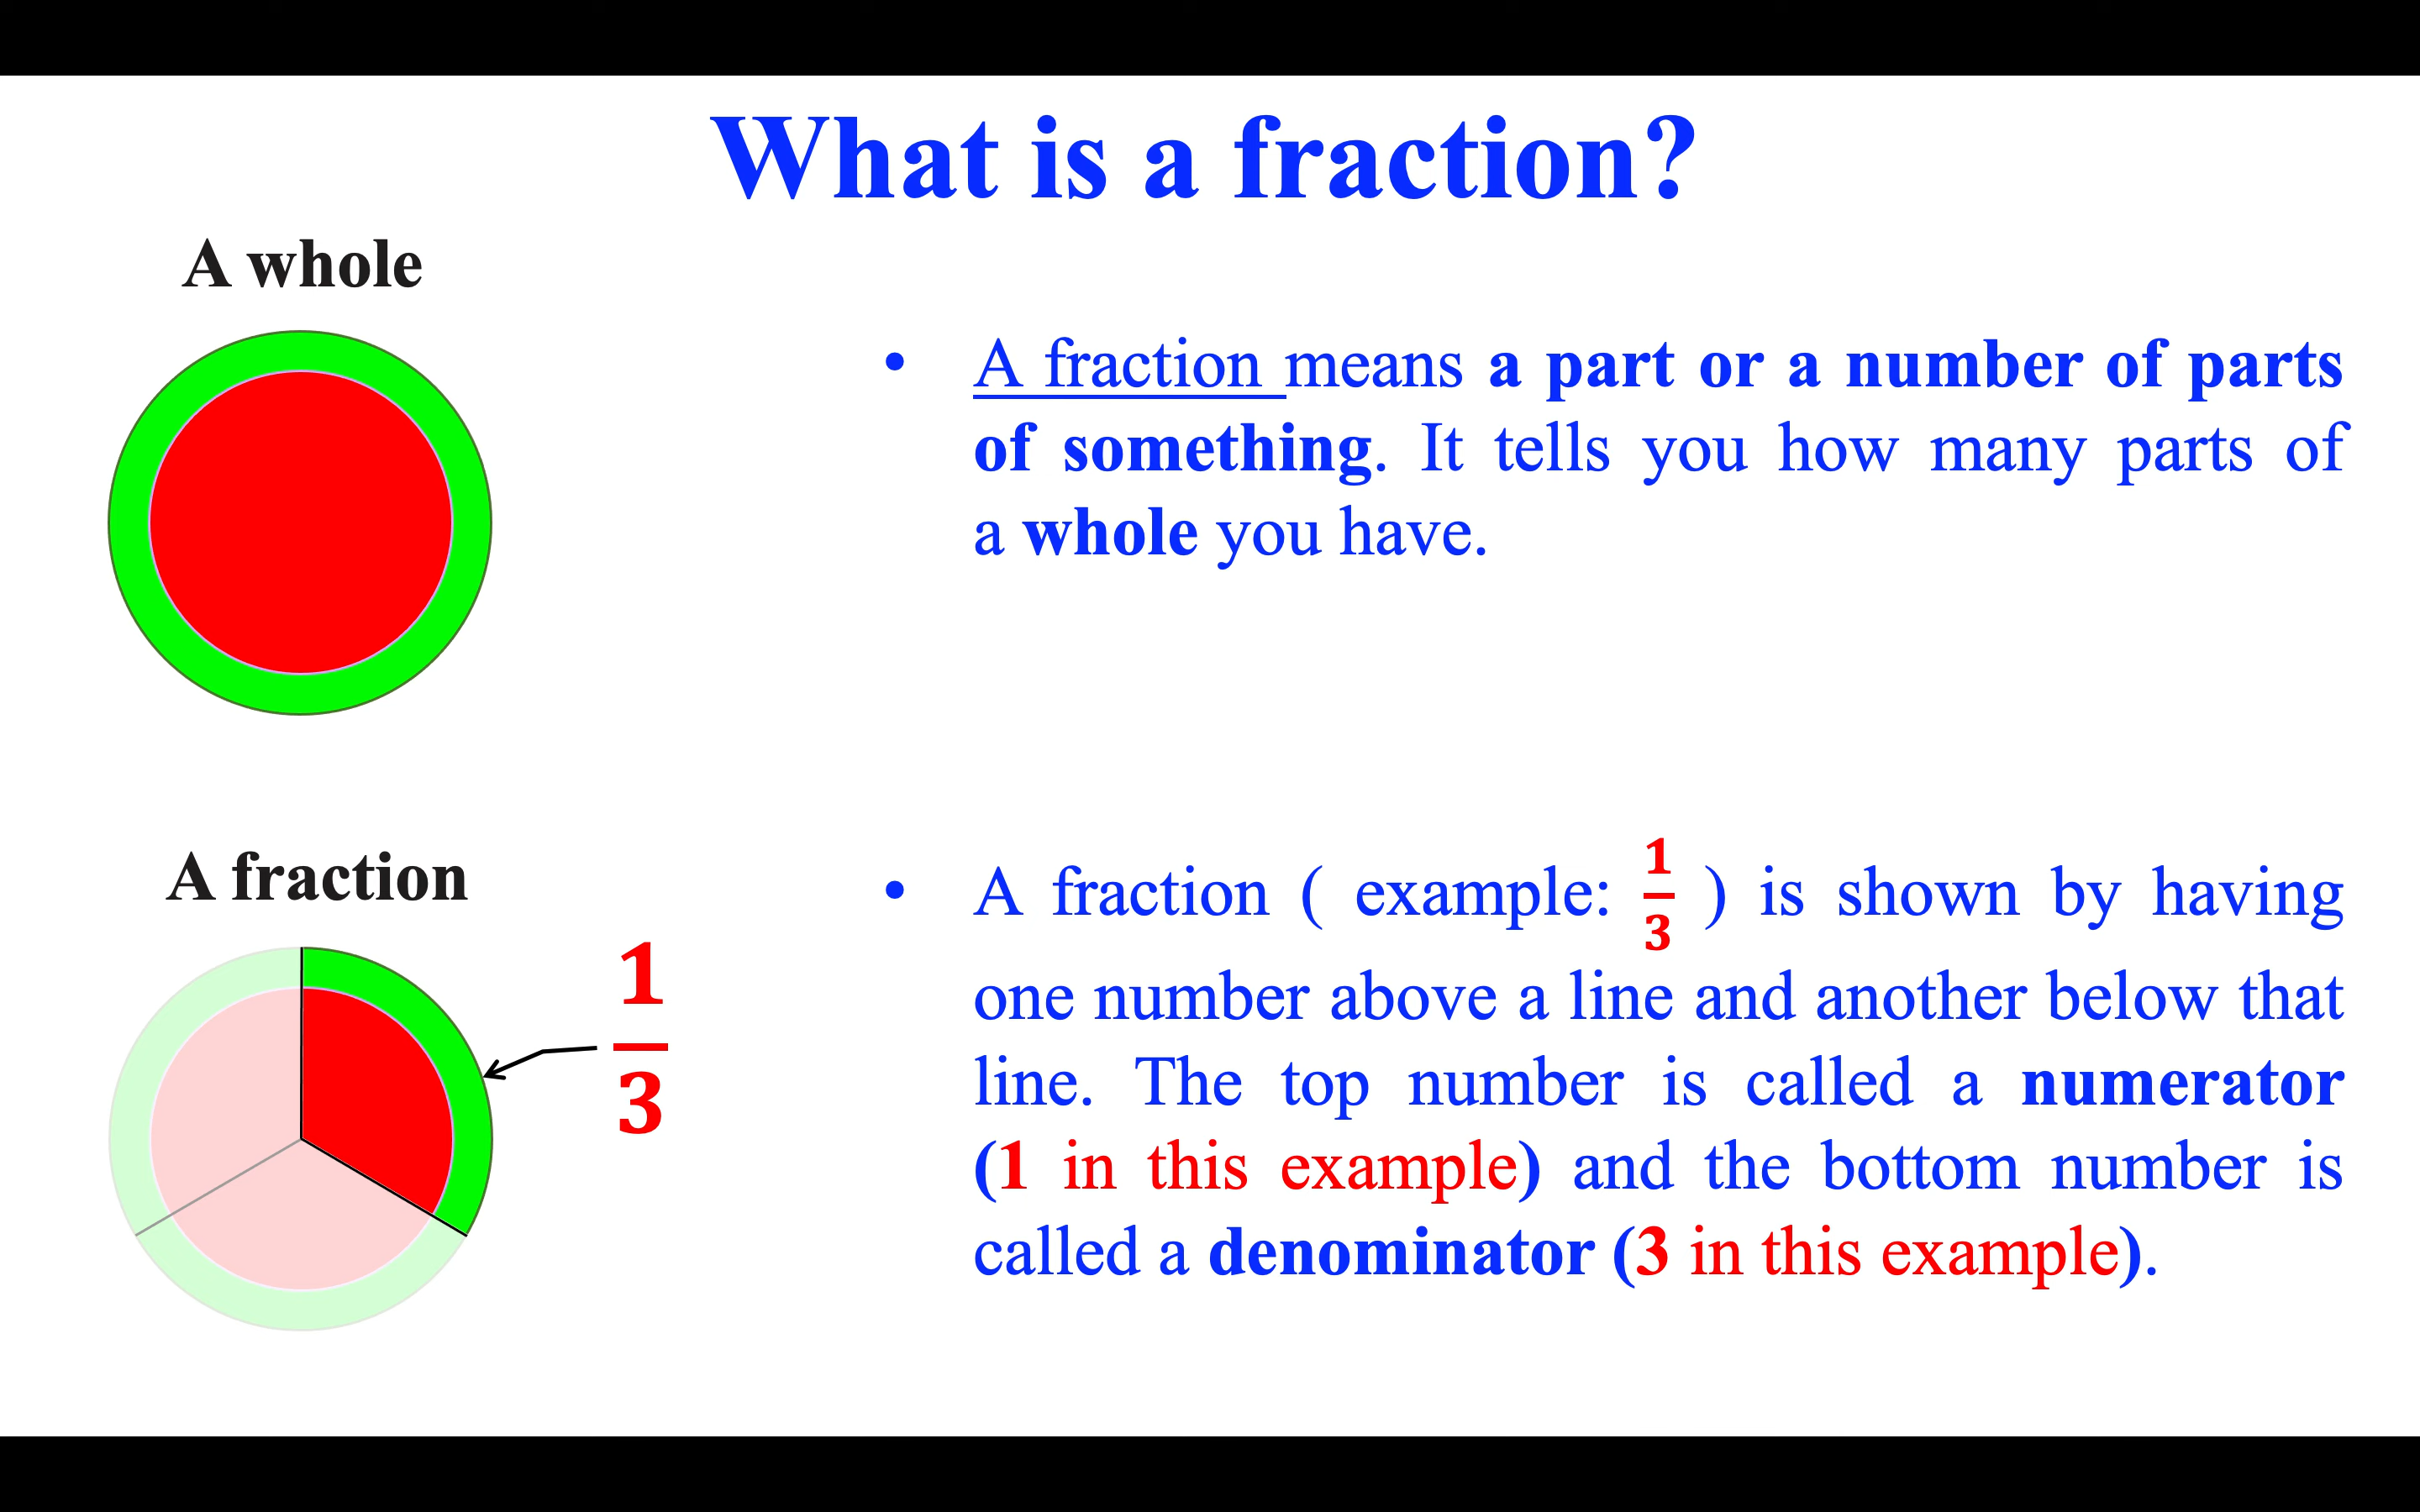 What is a fraction?
A whole
• A fraction means a part or a number of parts
of something. It tells you how many parts of
a whole you have.
A fraction
1
3
• A fraction ( example: 1/3 ) is shown by having
one number above a line and another below that
line. The top number is called a numerator
(1 in this example) and the bottom number is
called a denominator (3 in this example).